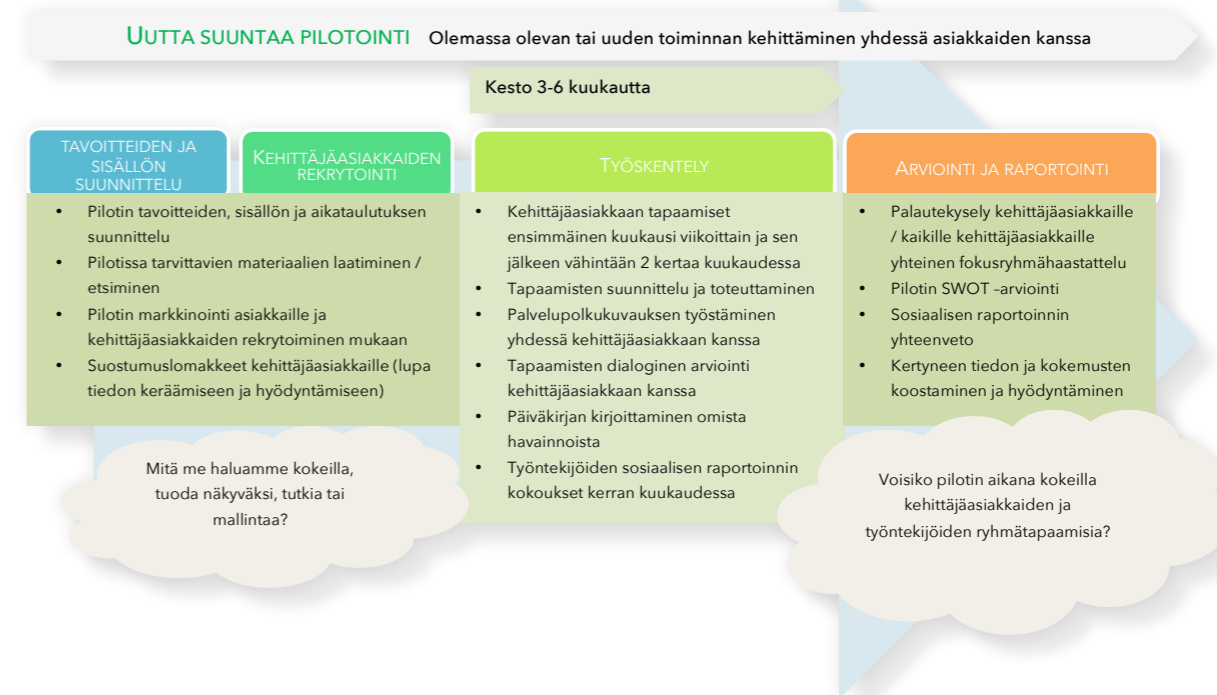 UUTTA SUUNTAA PILOTOINTI Olemassa olevan tai uuden toiminnan kehittäminen yhdessä asiakkaiden kanssa
Kesto 3-6 kuukautta
TAVOITTEIDEN JA
SISÄLLÖN
SUUNNITTELU
KEHITTÄJÄASIAKKAIDEN
REKRYTOINTI
• Pilotin tavoitteiden, sisällön ja aikataulutuksen
suunnittelu
• Pilotissa tarvittavien materiaalien laatiminen /
etsiminen
• Pilotin markkinointi asiakkaille ja
kehittäjäasiakkaiden rekrytoiminen mukaan
• Suostumuslomakkeet kehittäjäasiakkaille (lupa
tiedon keräämiseen ja hyödyntämiseen)
Mitä me haluamme kokeilla,
tuoda näkyväksi, tutkia tai
mallintaa?
TYÖSKENTELY
• Kehittäjäasiakkaan tapaamiset
ensimmäinen kuukausi viikoittain ja sen
jälkeen vähintään 2 kertaa kuukaudessa
• Tapaamisten suunnittelu ja toteuttaminen
• Palvelupolkukuvauksen työstäminen
yhdessä kehittäjäasiakkaan kanssa
• Tapaamisten dialoginen arviointi
kehittäjäasiakkaan kanssa
• Päiväkirjan kirjoittaminen omista
havainnoista
• Työntekijöiden sosiaalisen raportoinnin
kokoukset kerran kuukaudessa
ARVIOINTI JA RAPORTOINTI
• Palautekysely kehittäjäasiakkaille
/ kaikille kehittäjäasiakkaille
yhteinen fokusryhmähaastattelu
• Pilotin SWOT –arviointi
• Sosiaalisen raportoinnin
yhteenveto
• Kertyneen tiedon ja kokemusten
koostaminen ja hyödyntäminen
Voisiko pilotin aikana kokeilla
kehittäjäasiakkaiden ja
työntekijöiden ryhmätapaamisia?